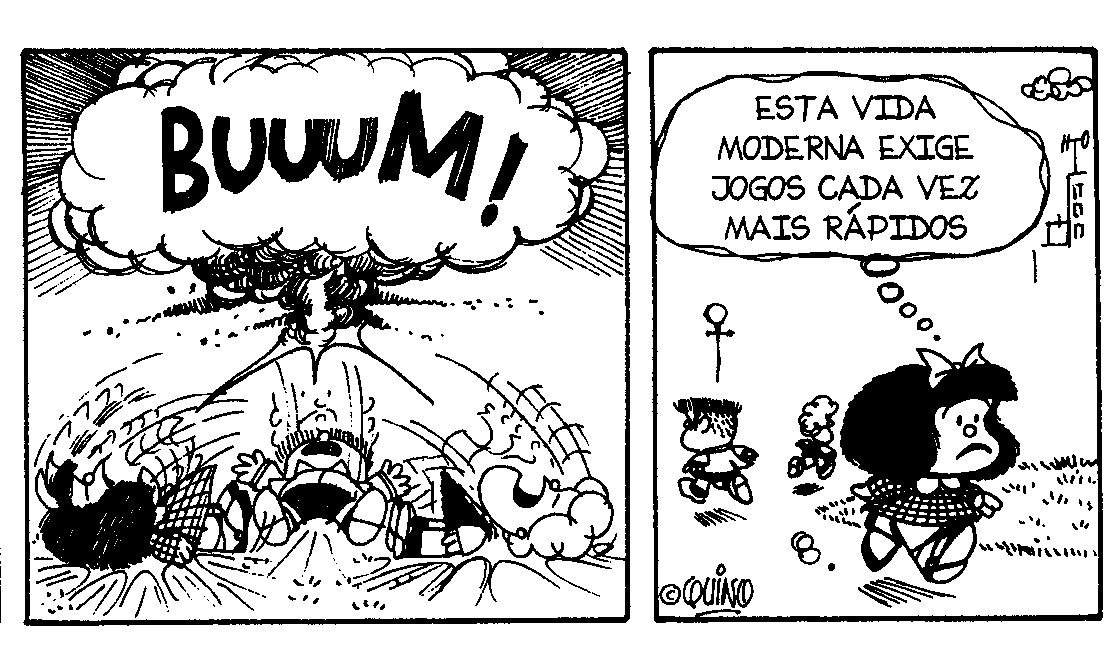 BUUUM!
ESTA VIDA
MODERNA EXIGE
JOGOS CADA VEZ
MAIS RÁPIDOS
©QUINO